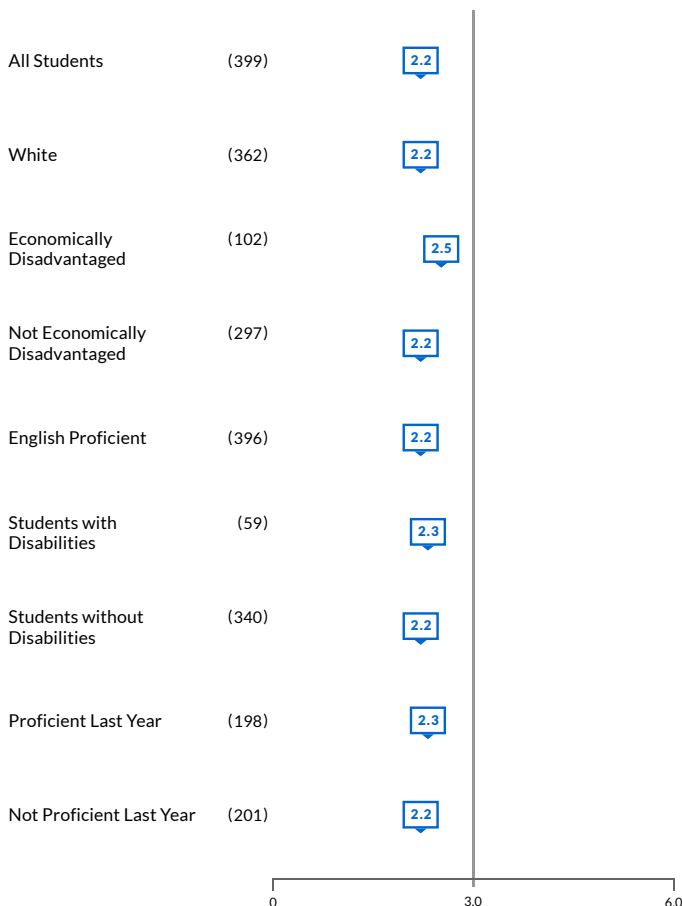 All Students (399) 2.2
White (362) 2.2
Economically (102) 2.5
Disadvantaged
Not Economically (297) 2.2
Disadvantaged
English Proficient (396) 2.2
Students with (59) 2.3
Disabilities
Students without (340) 2.2
Disabilities
Proficient Last Year (198) 2.3
Not Proficient Last Year (201) 2.2
0 3.0 6.0